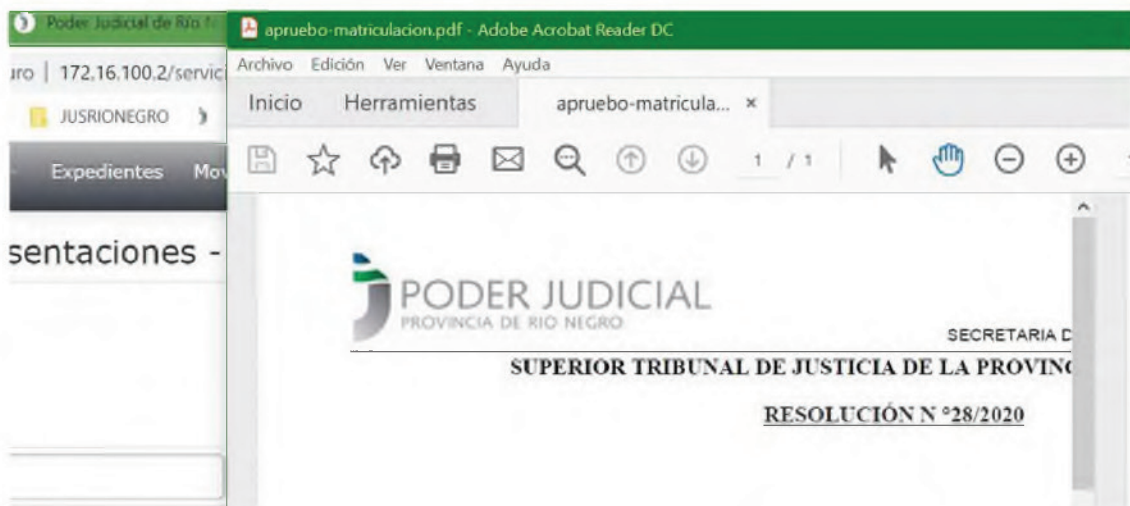 Poder Judicial de Río N
apruebo-matriculacion.pdf - Adobe Acrobat Reader DC
uro | 172.16.100.2/servici
Archivo Edición Ver Ventana Ayuda
JUSRIONEGRO
Inicio Herramientas apruebo-matricula... ×
Expedientes Mov
1 / 1
sentaciones -
PODER JUDICIAL
PROVINCIA DE RIO NEGRO
SECRETARIA D
SUPERIOR TRIBUNAL DE JUSTICIA DE LA PROVINC
RESOLUCIÓN N °28/2020